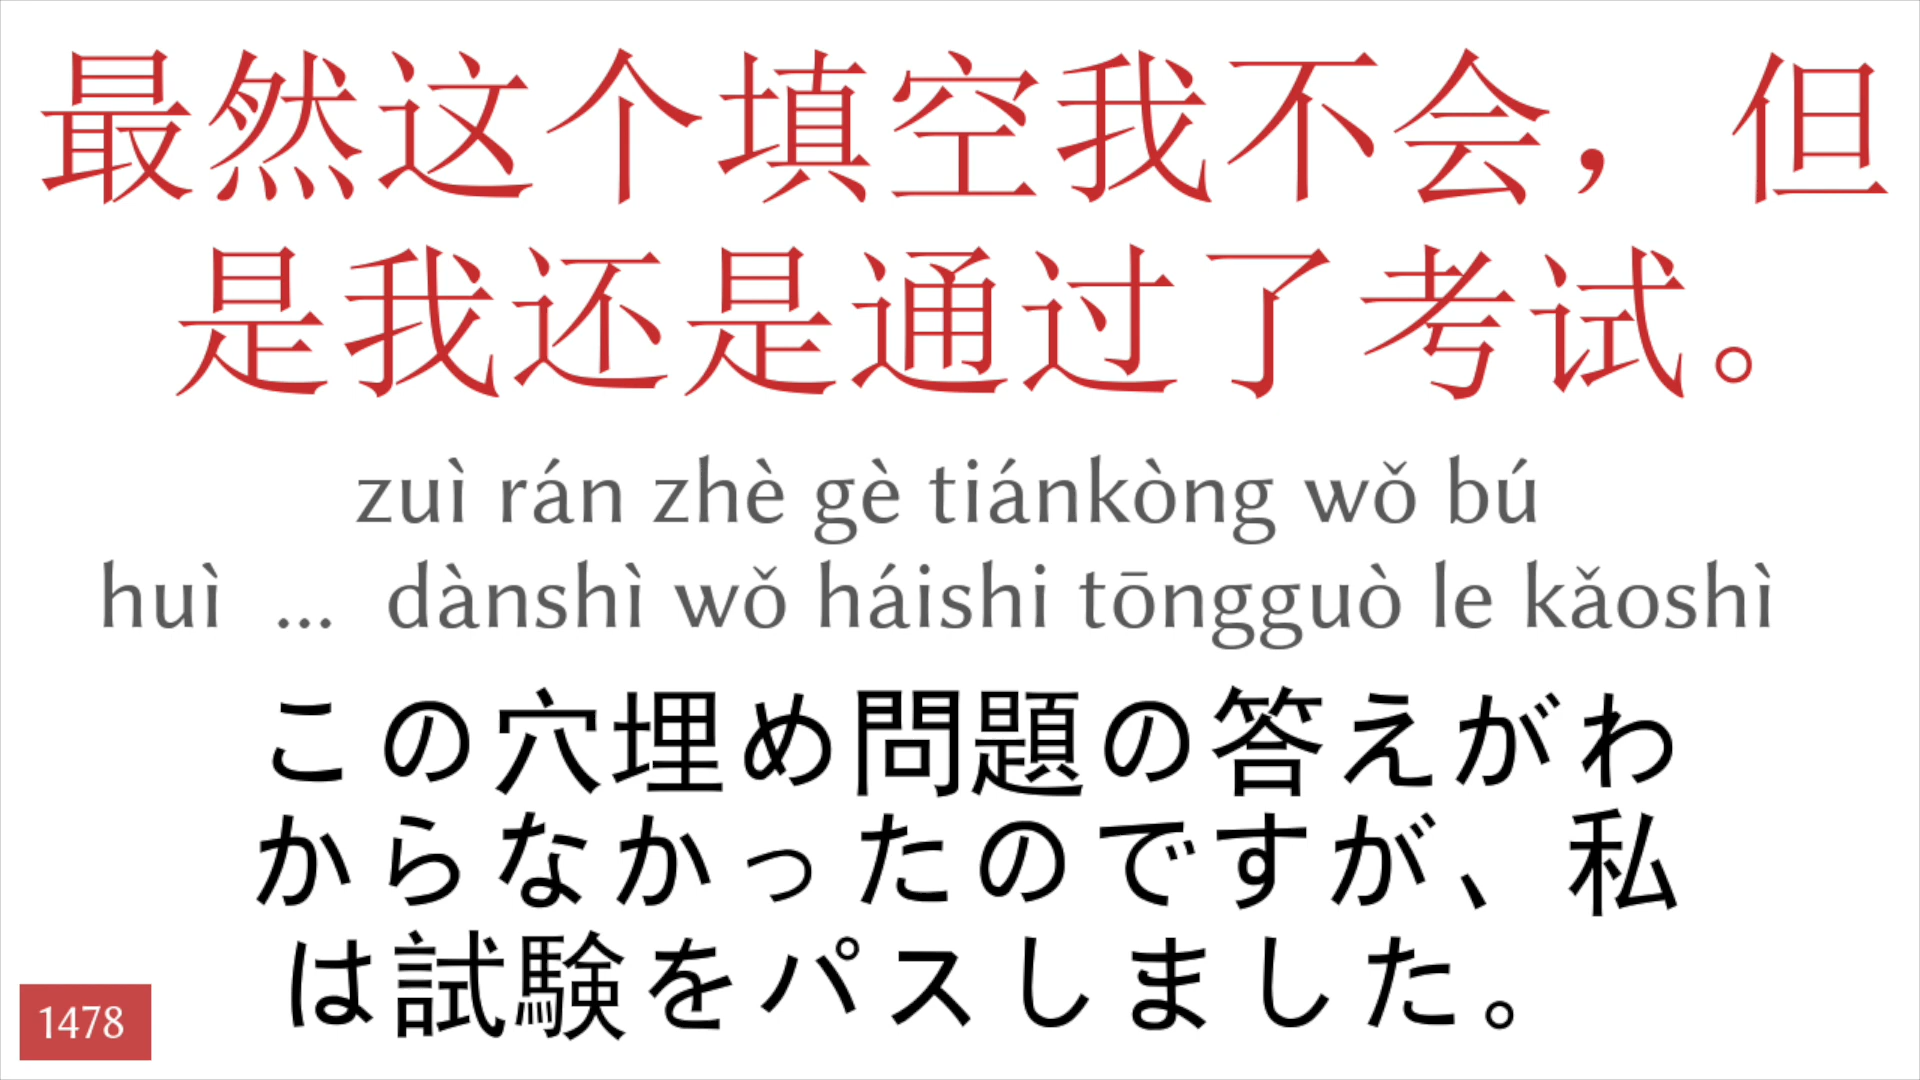 最然这个填空我不会，但
是我还是通过了考试。
zuì rán zhè gè tiánkòng wǒ bú
huì ... dànshì wǒ háishi tōngguò le kǎoshì
この穴埋め問題の答えがわ
からなかったのですが、私
は試験をパスしました。
1478